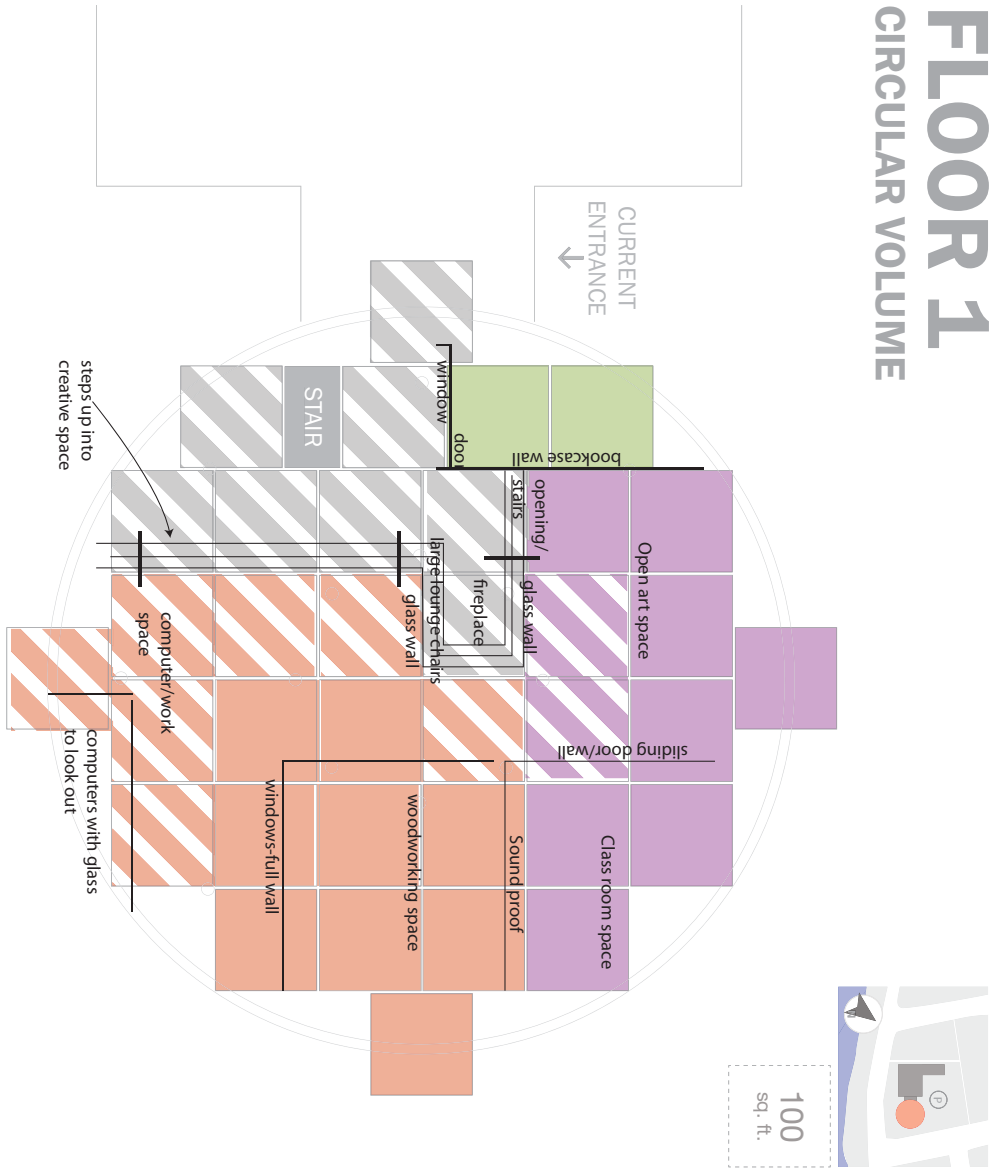 FLOOR 1
CIRCULAR VOLUME
CURRENT
ENTRANCE
STAIR
window
door
bookcase wall
steps up into
creative space
opening/
stairs
Open art space
glass wall
fireplace
large lounge chairs
glass wall
computer/work
space
computers with glass
to look out
sliding door/wall
windows-full wall
woodworking space
Sound proof
Class room space
100
sq. ft.
P
N